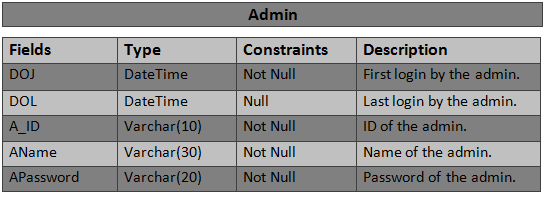 Admin
Fields Type Constraints Description
DOJ DateTime Not Null First login by the admin.
DOL DateTime Null Last login by the admin.
A_ID Varchar(10) Not Null ID of the admin.
AName Varchar(30) Not Null Name of the admin.
APassword Varchar(20) Not Null Password of the admin.